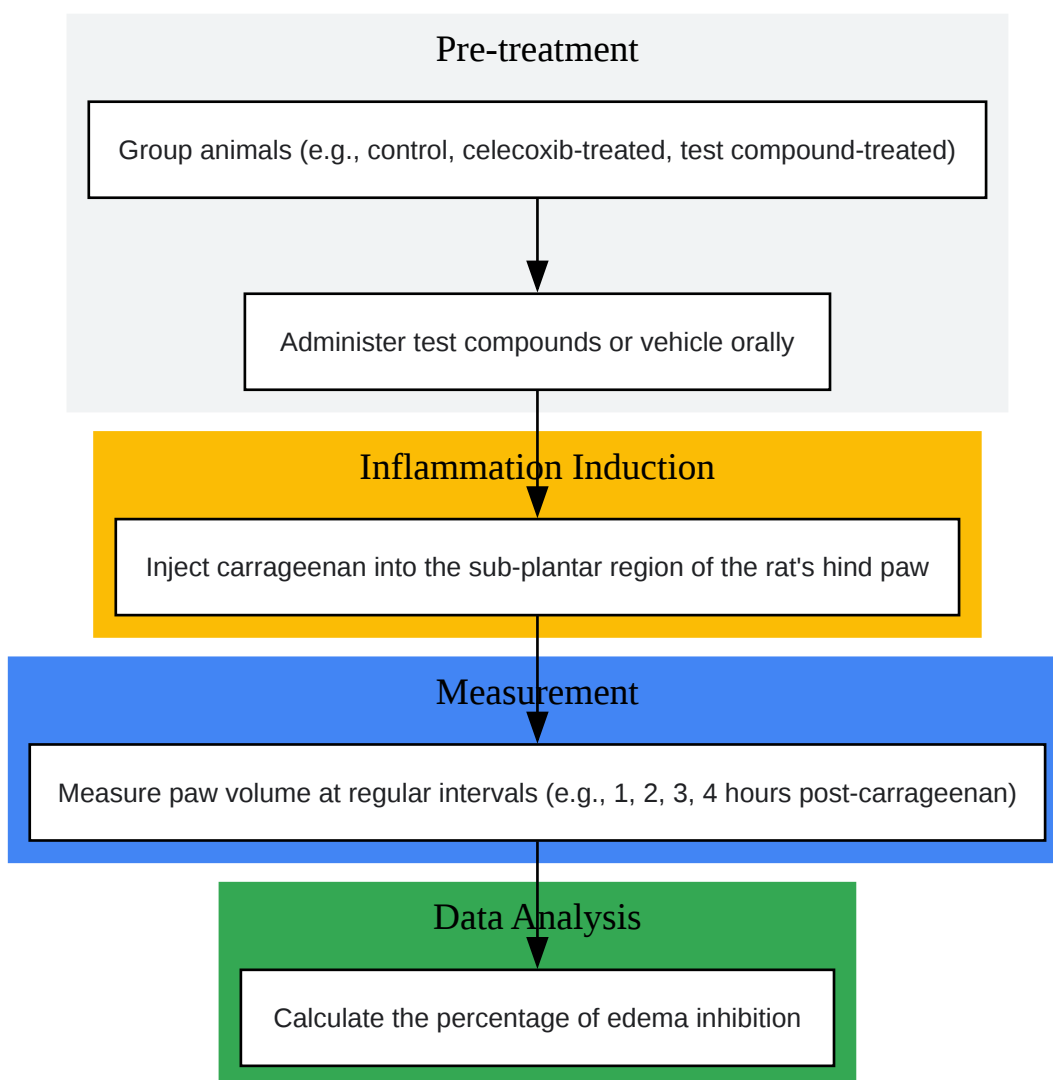 Pre-treatment
Group animals (e.g., control, celecoxib-treated, test compound-treated)
Administer test compounds or vehicle orally
Inflammation Induction
Inject carrageenan into the sub-plantar region of the rat's hind paw
Measurement
Measure paw volume at regular intervals (e.g., 1, 2, 3, 4 hours post-carrageenan)
Data Analysis
Calculate the percentage of edema inhibition